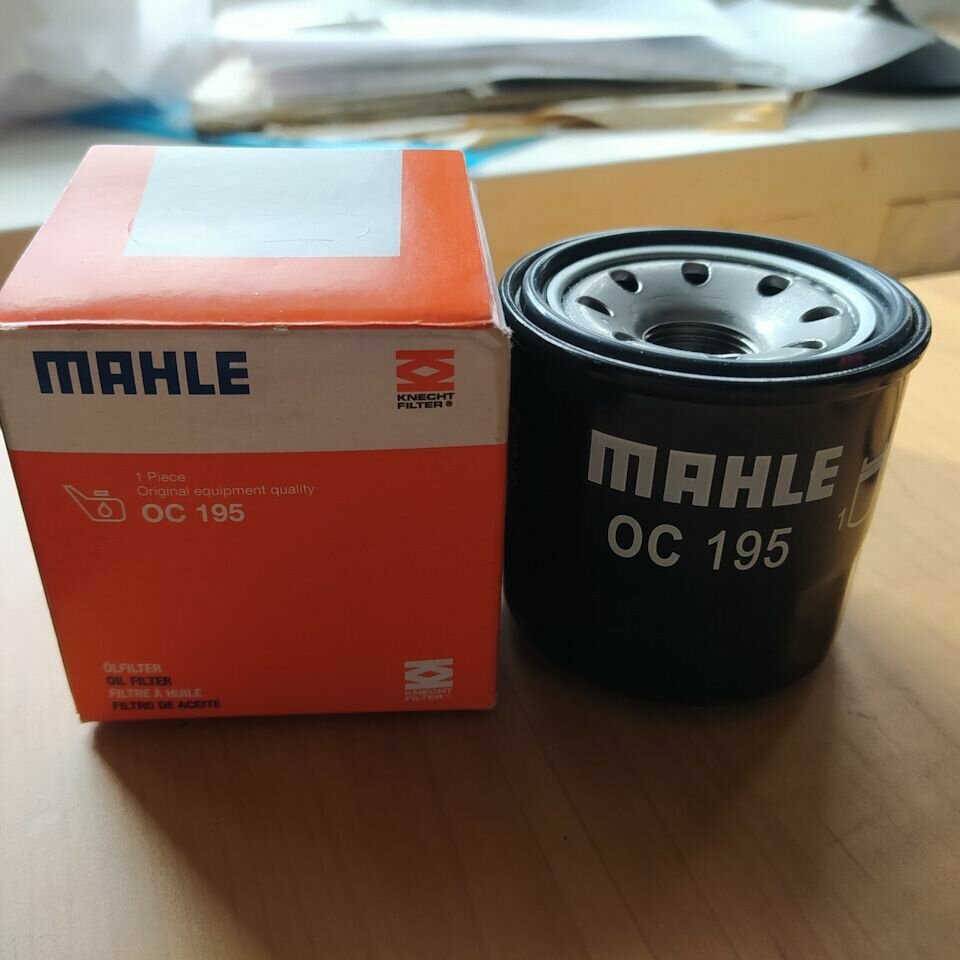 MAHLE
KNECHT
FILTER®
1 Piece
Original equipment quality
OC 195
ÖLFILTER
OIL FILTER
FILTRE À HUILE
FILTRO DE ACEITE
KNECHT
FILTER
MAHLE
OC 195
1